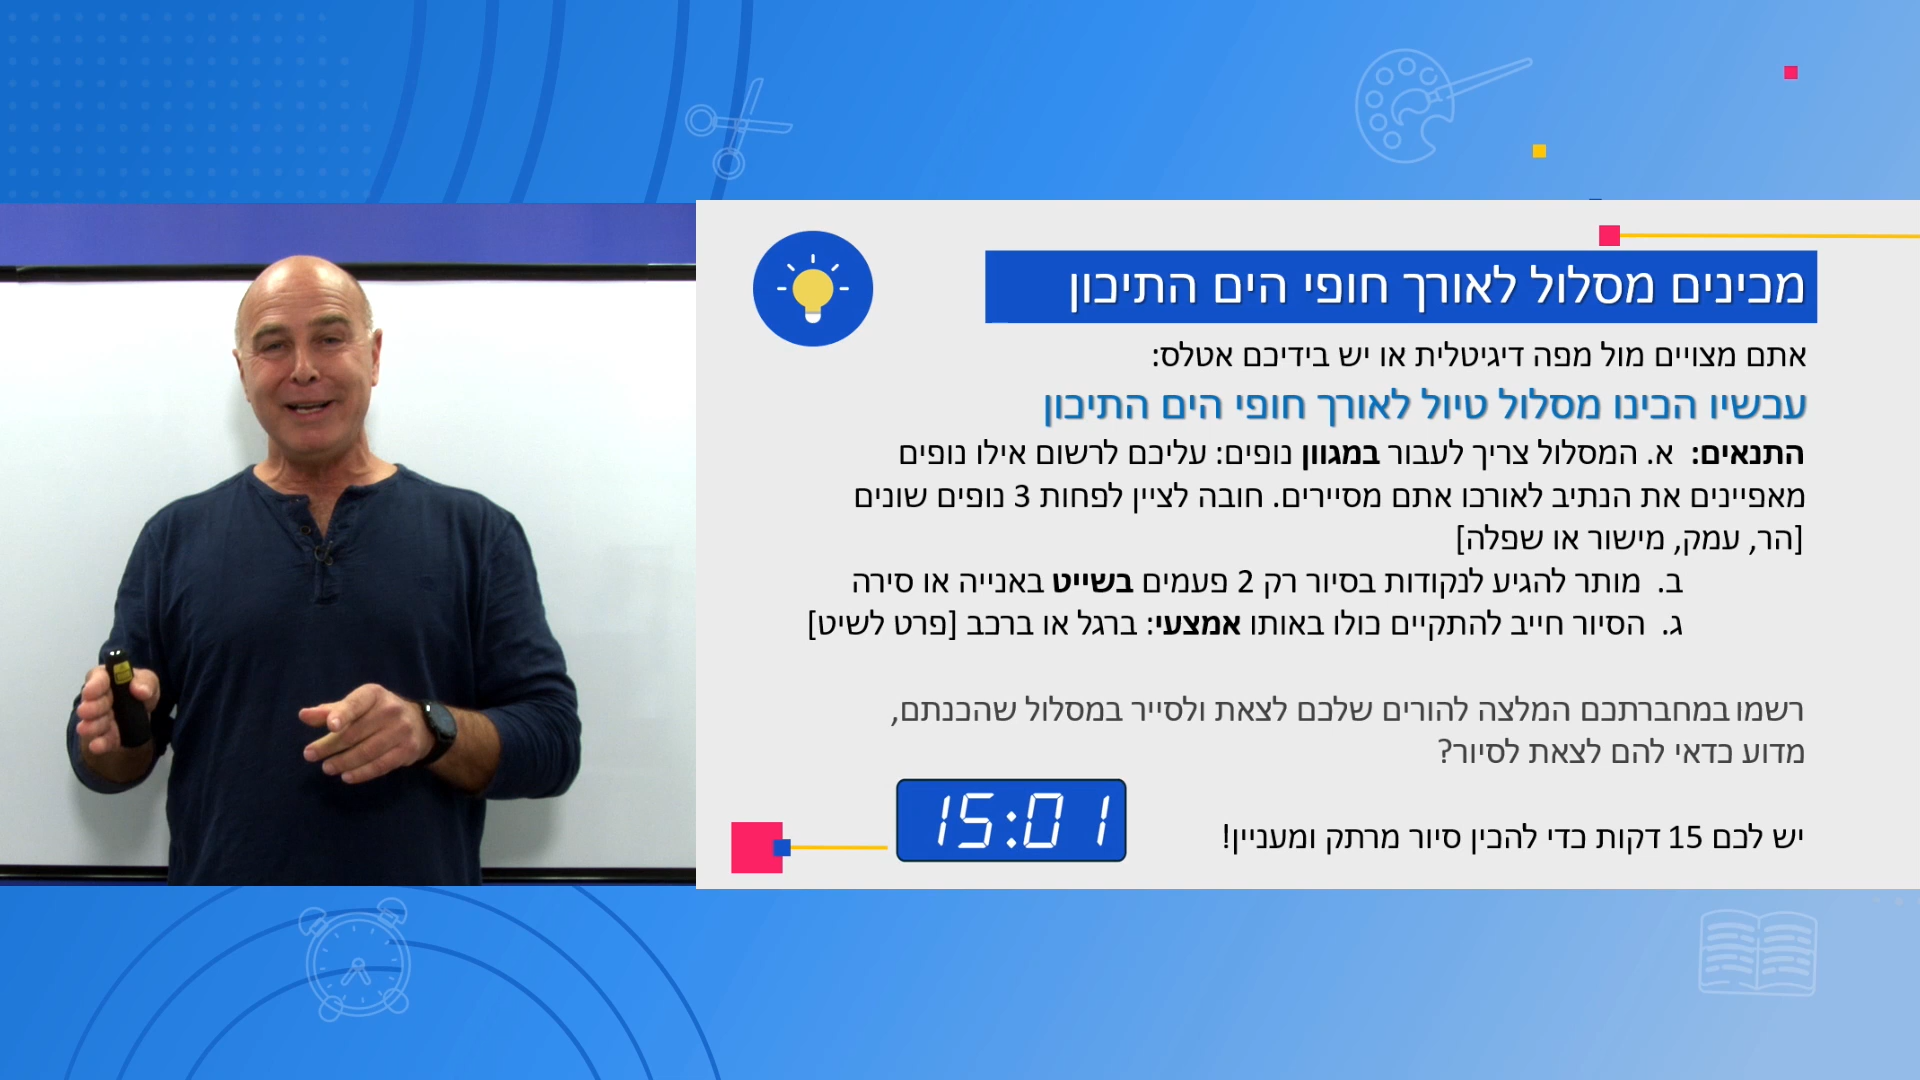 מכינים מסלול לאורך חופי הים התיכון
אתם מצויים מול מפה דיגיטלית או יש בידיכם אטלס:
עכשיו הכינו מסלול טיול לאורך חופי הים התיכון
התנאים: א. המסלול צריך לעבור במגוון נופים: עליכם לרשום אילו נופים
מאפיינים את הנתיב לאורכו אתם מסיירים. חובה לציין לפחות 3 נופים שונים
[הר, עמק, מישור או שפלה]
ב. מותר להגיע לנקודות בסיור רק 2 פעמים בשייט באנייה או סירה
ג. הסיור חייב להתקיים כולו באותו אמצעי: ברגל או ברכב [פרט לשיט]
רשמו במחברתכם המלצה להורים שלכם לצאת ולסייר במסלול שהכנתם,
מדוע כדאי להם לצאת לסיור?
יש לכם 15 דקות כדי להכין סיור מרתק ומעניין!
15:01